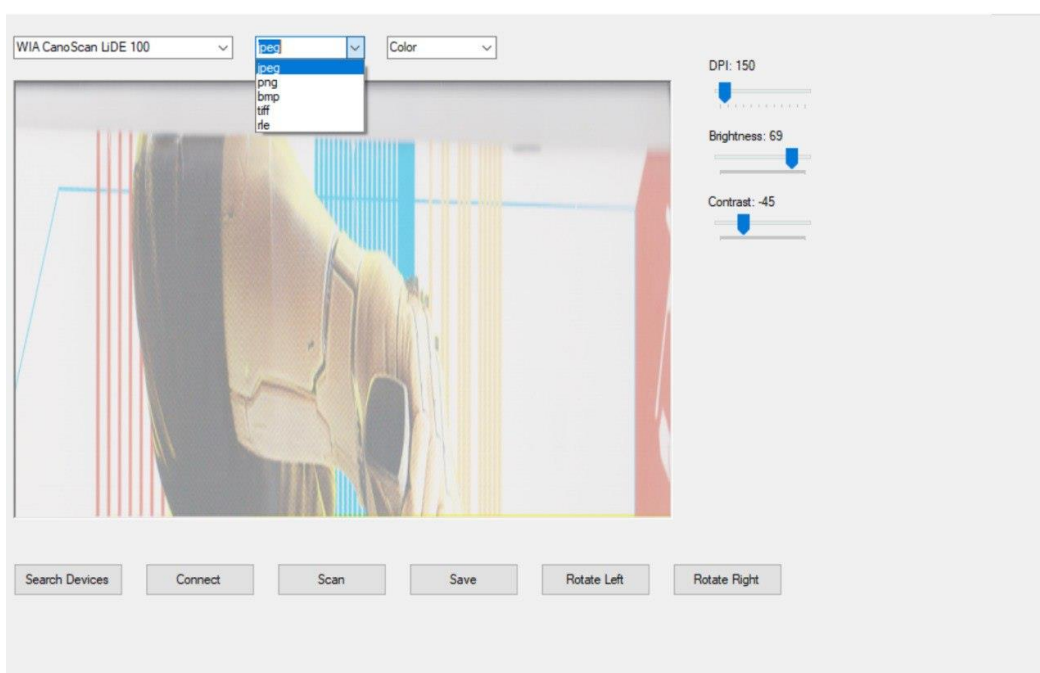 WIA CanoScan LiDE 100
jpeg
Color
jpeg
png
bmp
tiff
rle
DPI: 150
Brightness: 69
Contrast: -45
Search Devices
Connect
Scan
Save
Rotate Left
Rotate Right